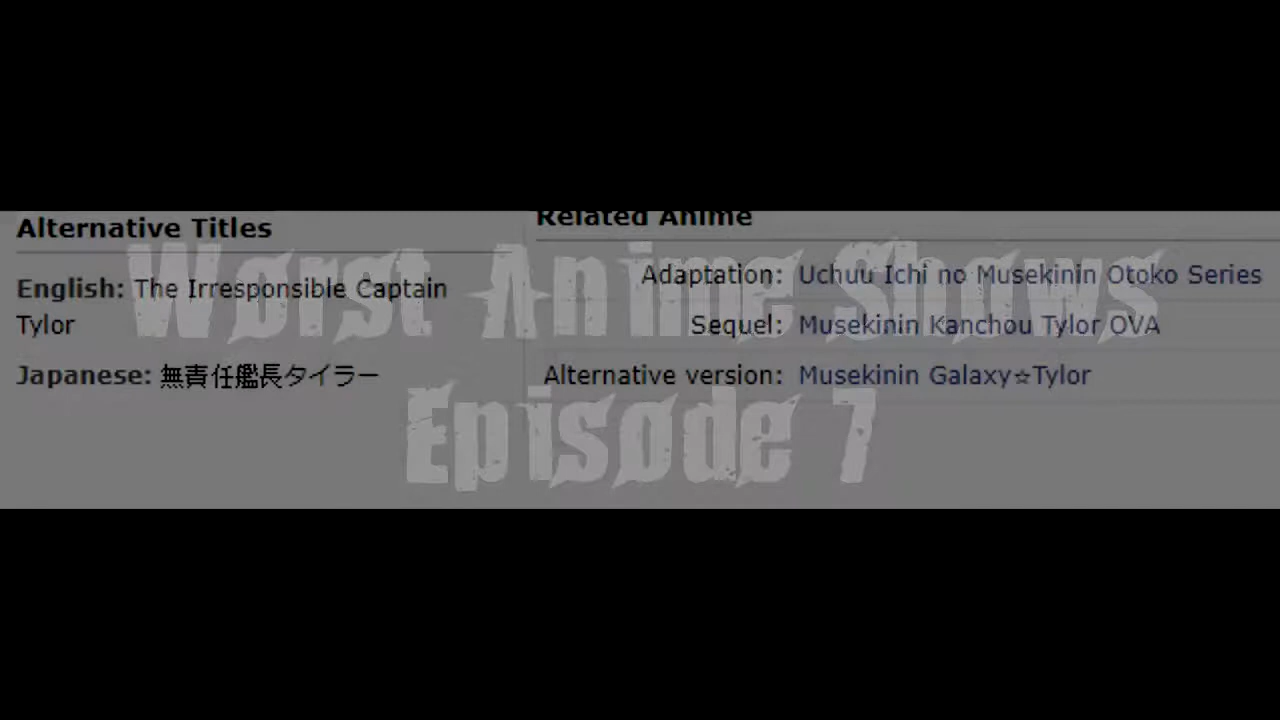 Alternative Titles
English: The Irresponsible Captain
Tylor
Japanese: 無責任艦長タイラー
Related Anime
Adaptation: Uchuu Ichi no Musekinin Otoko Series
Sequel: Musekinin Kanchou Tylor OVA
Alternative version: Musekinin Galaxy☆Tylor
Worst Anime Shows
Episode 7